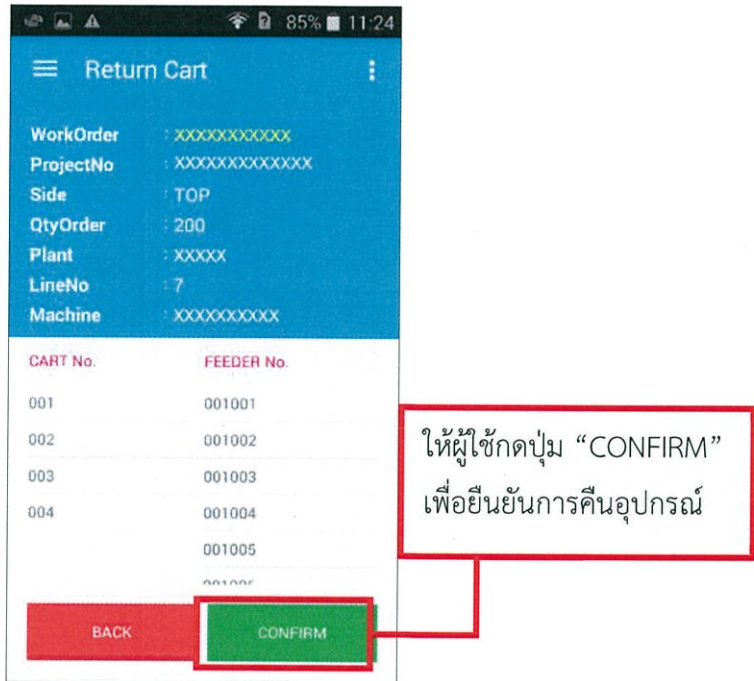 85% 11:24
Return Cart
WorkOrder : XXXXXXXXXXX
ProjectNo : XXXXXXXXXXXXX
Side : TOP
QtyOrder : 200
Plant : XXXXX
LineNo : 7
Machine : XXXXXXXXXX
CART No. FEEDER No.
001 001001
002 001002
003 001003
004 001004
001005
ให้ผู้ใช้กดปุ่ม “CONFIRM”
เพื่อยืนยันการคืนอุปกรณ์
BACK CONFIRM